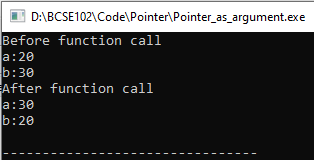 D:\BCSE102\Code\Pointer\Pointer_as_argument.exe
Before function call
a:20
b:30
After function call
a:30
b:20
--------------------------------